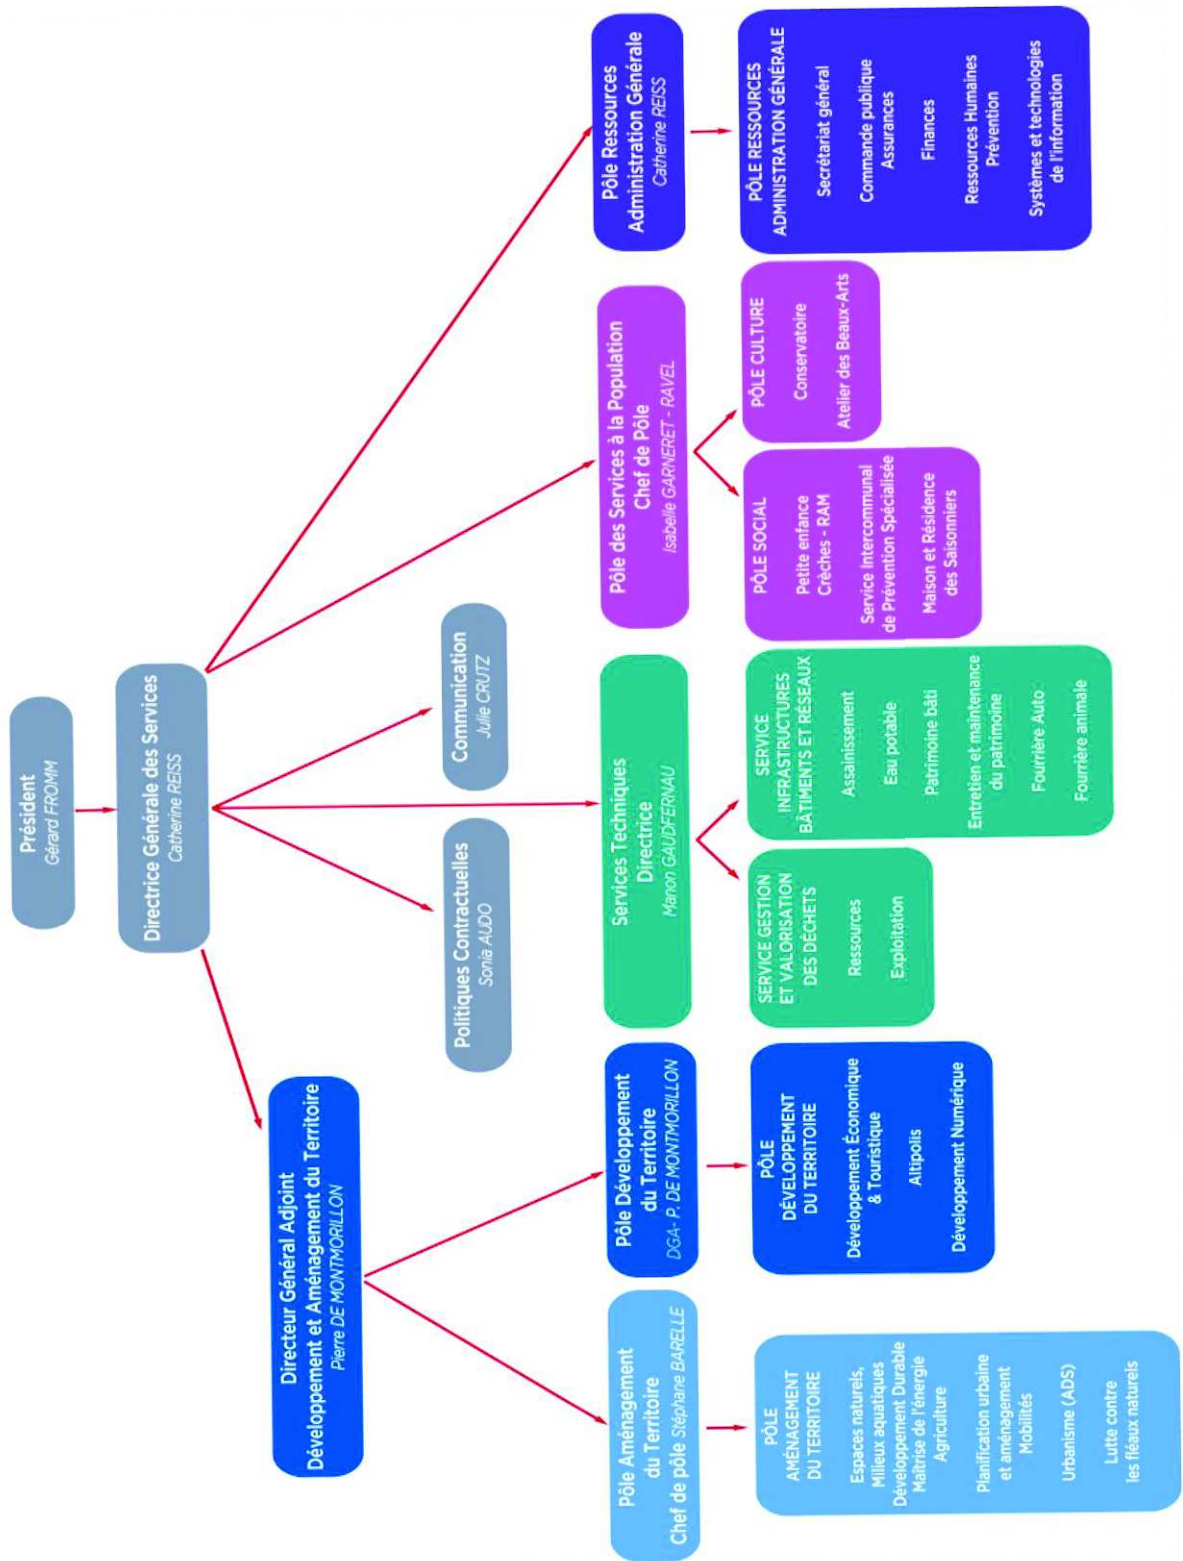 Président
Gérard FROMM
Directrice Générale des Services
Catherine REISS
Directeur Général Adjoint
Développement et Aménagement du Territoire
Pierre DE MONTMORILLON
Politiques Contractuelles
Sonia AUDO
Communication
Julie CRUTZ
Pôle Aménagement
du Territoire
Chef de pôle Stéphane BARELLE
Pôle Développement
du Territoire
DGA- P. DE MONTMORILLON
Services Techniques
Directrice
Manon GAUDFERNAU
Pôle des Services à la Population
Chef de Pôle
Isabelle GARNERET - RAVEL
Pôle Ressources
Administration Générale
Catherine REISS
PÔLE
AMÉNAGEMENT
DU TERRITOIRE
Espaces naturels,
Milieux aquatiques
Développement Durable
Maîtrise de l'énergie
Agriculture
Planification urbaine
et aménagement
Mobilités
Urbanisme (ADS)
Lutte contre
les fléaux naturels
PÔLE
DÉVELOPPEMENT
DU TERRITOIRE
Développement Économique
& Touristique
Altipolis
Développement Numérique
SERVICE GESTION
ET VALORISATION
DES DÉCHETS
Ressources
Exploitation
SERVICE
INFRASTRUCTURES
BÂTIMENTS ET RÉSEAUX
Assainissement
Eau potable
Patrimoine bâti
Entretien et maintenance
du patrimoine
Fourrière Auto
Fourrière animale
PÔLE SOCIAL
Petite enfance
Crèches - RAM
Service Intercommunal
de Prévention Spécialisée
Maison et Résidence
des Saisonniers
PÔLE CULTURE
Conservatoire
Atelier des Beaux-Arts
PÔLE RESSOURCES
ADMINISTRATION GÉNÉRALE
Secrétariat général
Commande publique
Assurances
Finances
Ressources Humaines
Prévention
Systèmes et technologies
de l'information